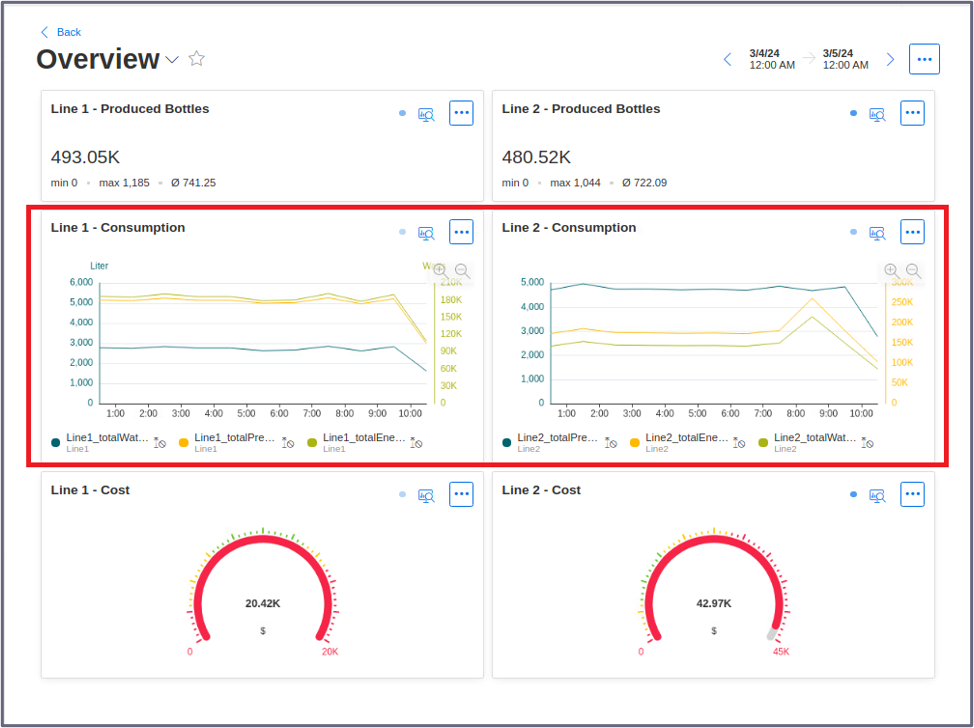 Back
Overview
3/4/24
12:00 AM
3/5/24
12:00 AM
Line 1 - Produced Bottles
493.05K
min 0 • max 1,185 • Ø 741.25
Line 2 - Produced Bottles
480.52K
min 0 • max 1,044 • Ø 722.09
Line 1 - Consumption
Liter
6,000
5,000
4,000
3,000
2,000
1,000
0
210K
180K
150K
120K
90K
60K
30K
0
1:00 2:00 3:00 4:00 5:00 6:00 7:00 8:00 9:00 10:00
Line1_totalWat... Line1_totalPre... Line1_totalEne...
Line1 Line1 Line1
Line 2 - Consumption
5,000
4,000
3,000
2,000
1,000
0
300K
250K
200K
150K
100K
50K
0
1:00 2:00 3:00 4:00 5:00 6:00 7:00 8:00 9:00 10:00
Line2_totalPre... Line2_totalEne... Line2_totalWat...
Line2 Line2 Line2
Line 1 - Cost
20.42K
$
0 20K
Line 2 - Cost
42.97K
$
0 45K